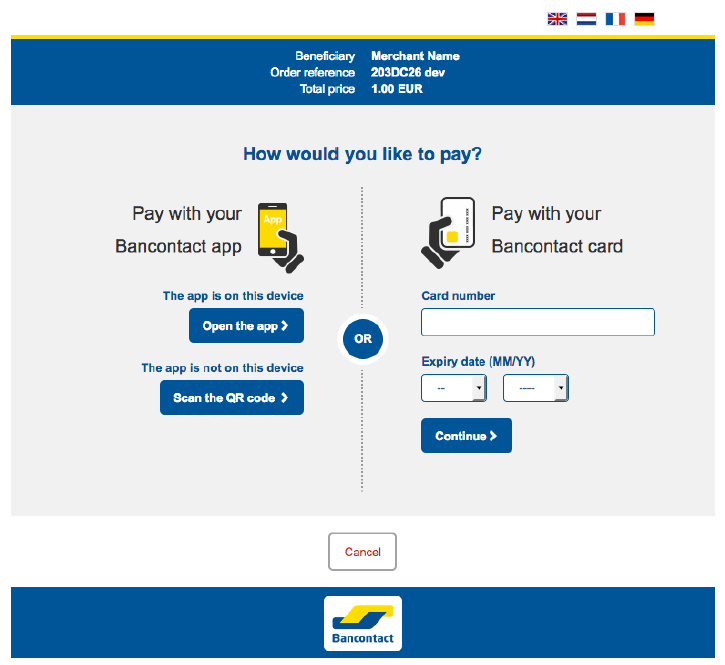 Beneficiary Merchant Name
Order reference 203DC26 dev
Total price 1.00 EUR
How would you like to pay?
Pay with your
Bancontact app
App
The app is on this device
Open the app
The app is not on this device
Scan the QR code
OR
Pay with your
Bancontact card
Card number
Expiry date (MM/YY)
-- ----
Continue
Cancel
Bancontact